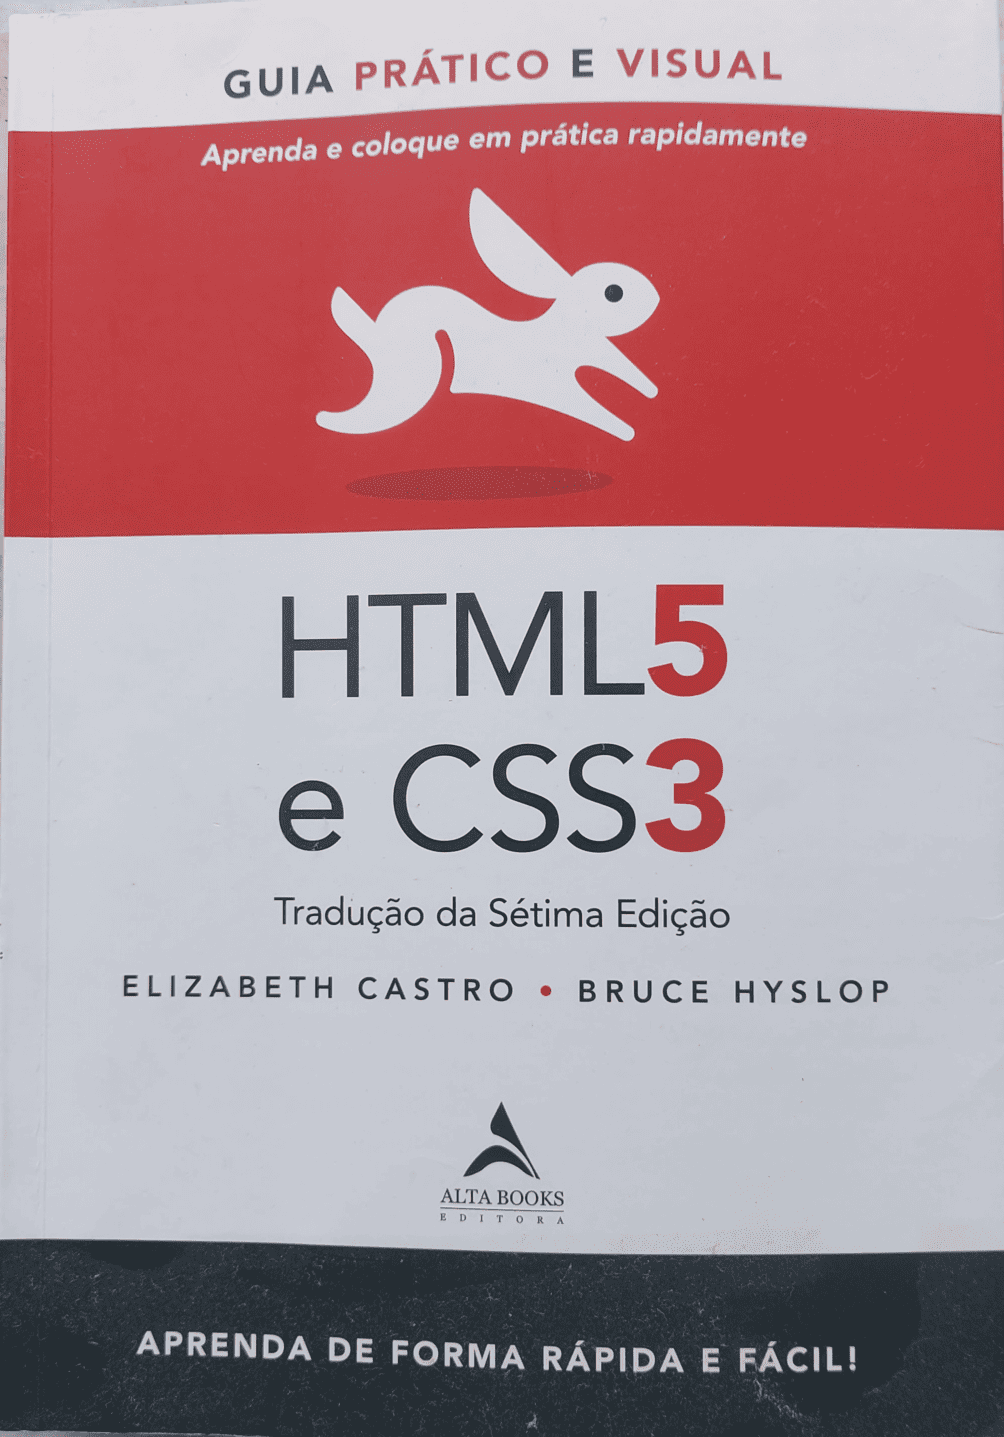 GUIA PRÁTICO E VISUAL
Aprenda e coloque em prática rapidamente
HTML5
e CSS3
Tradução da Sétima Edição
ELIZABETH CASTRO • BRUCE HYSLOP
ALTA BOOKS
EDITORA
APRENDA DE FORMA RÁPIDA E FÁCIL!